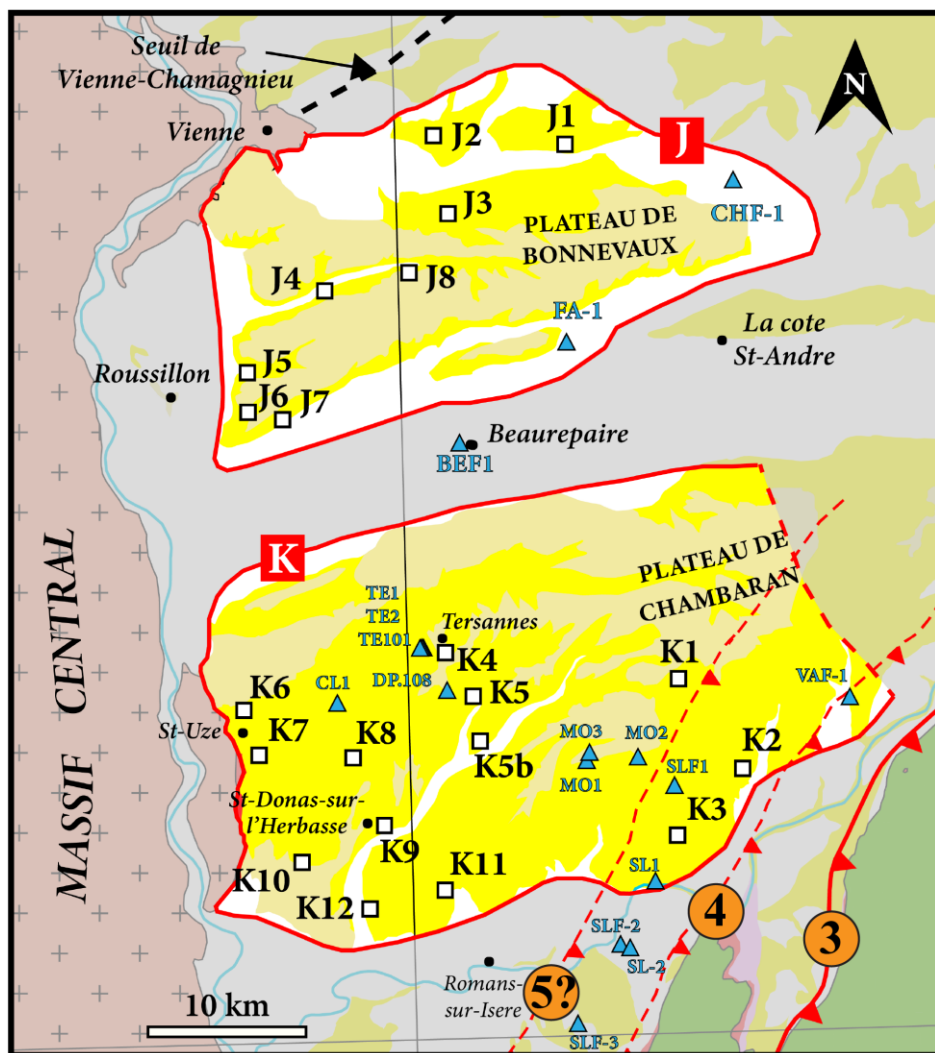 Seuil de
Vienne-Chamagnieu
N
Vienne
J2
J1
J
CHF-1
J3
PLATEAU DE
BONNEVAUX
J4
J8
FA-1
La cote
St-Andre
Roussillon
J5
J6
J7
BEF1
Beaurepaire
MASSIF CENTRAL
K
PLATEAU DE
CHAMBARAN
TE1
TE2
TE101
Tersannes
K4
K1
VAF-1
DP.108
K5
K6
CL1
St-Uze
K7
K8
K5b
MO3
MO2
MO1
SLF1
K2
St-Donas-sur-
l'Herbasse
K9
K3
K10
K11
SL1
K12
SLF-2
SL-2
4
3
Romans-
sur-Isere
5?
SLF-3
10 km